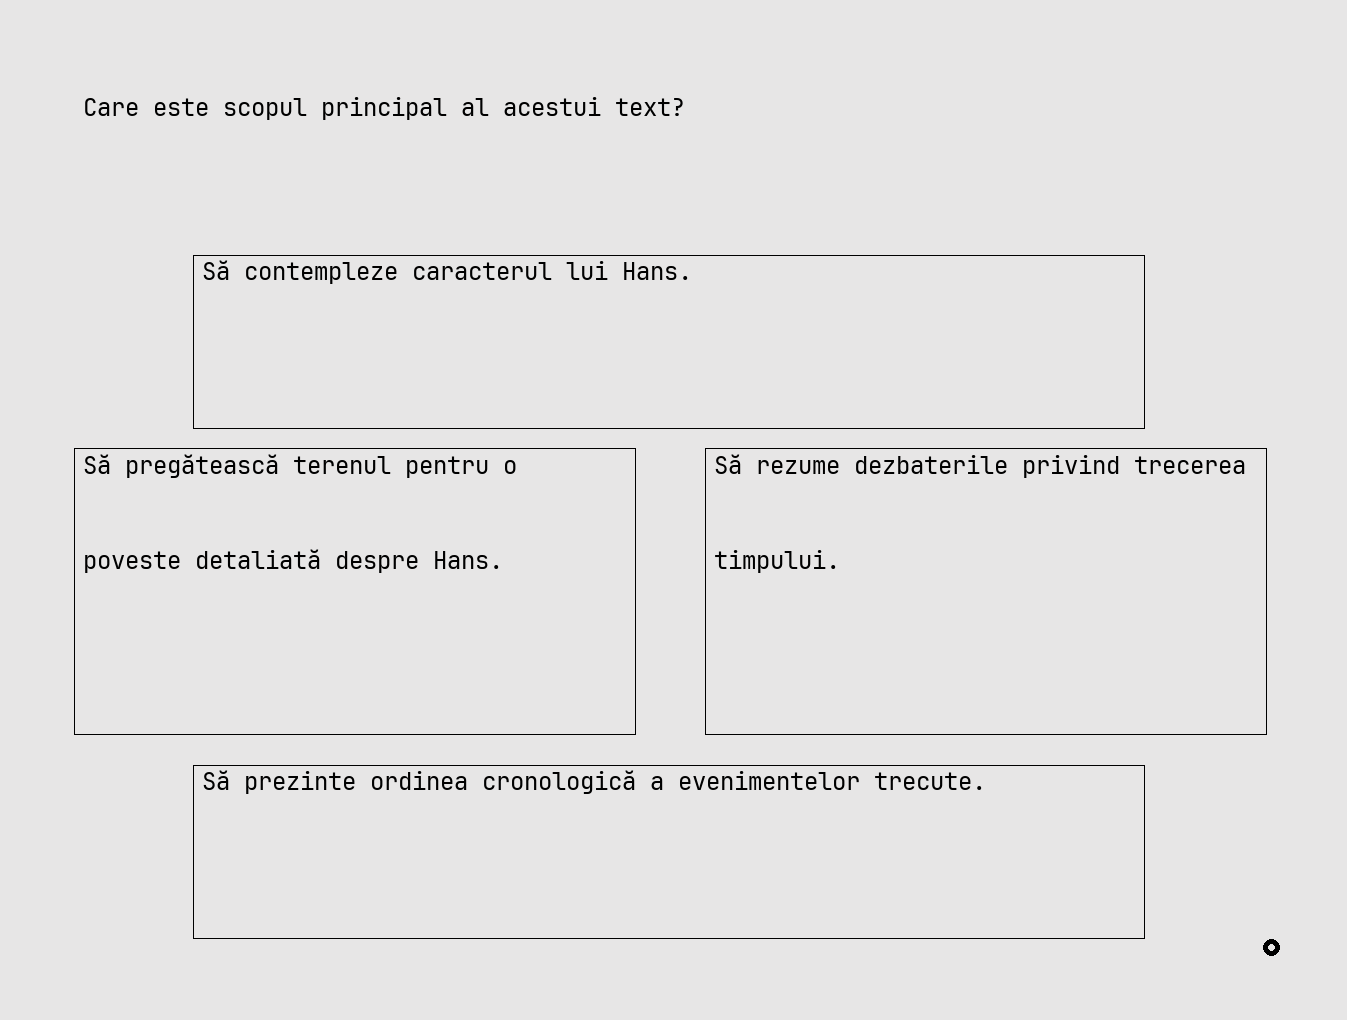 Care este scopul principal al acestui text?
Să contempleze caracterul lui Hans.
Să pregătească terenul pentru o
poveste detaliată despre Hans.
Să rezume dezbaterile privind trecerea
timpului.
Să prezinte ordinea cronologică a evenimentelor trecute.